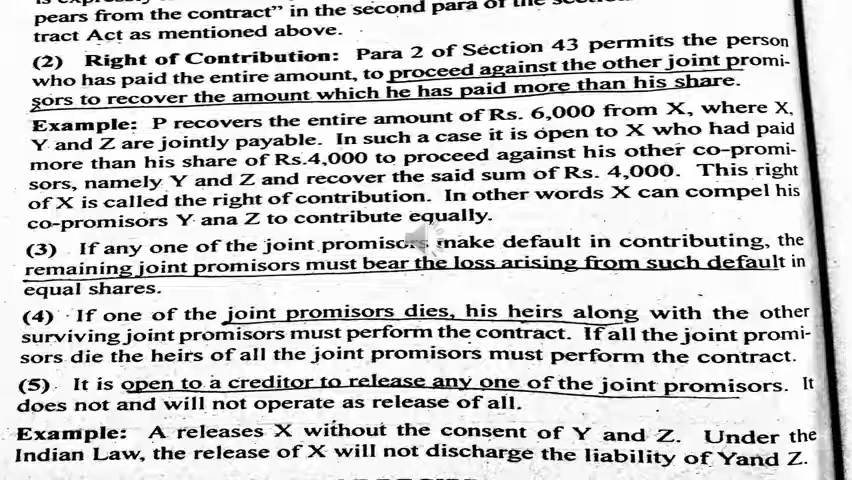 pears from the contract" in the second para of the
tract Act as mentioned above.
(2) Right of Contribution: Para 2 of Section 43 permits the person
who has paid the entire amount, to proceed against the other joint promi-
sors to recover the amount which he has paid more than his share.
Example: P recovers the entire amount of Rs. 6,000 from X, where X,
Y and Z are jointly payable. In such a case it is open to X who had paid
more than his share of Rs.4,000 to proceed against his other co-promi-
sors, namely Y and Z and recover the said sum of Rs. 4,000. This right
of X is called the right of contribution. In other words X can compel his
co-promisors Y ana Z to contribute equally.
(3) If any one of the joint promisors make default in contributing, the
remaining joint promisors must bear the loss arising from such default in
equal shares.
(4) If one of the joint promisors dies, his heirs along with the other
surviving joint promisors must perform the contract. If all the joint promi-
sors die the heirs of all the joint promisors must perform the contract.
(5) It is open to a creditor to release any one of the joint promisors. It
does not and will not operate as release of all.
Example: A releases X without the consent of Y and Z. Under the
Indian Law, the release of X will not discharge the liability of Yand Z.